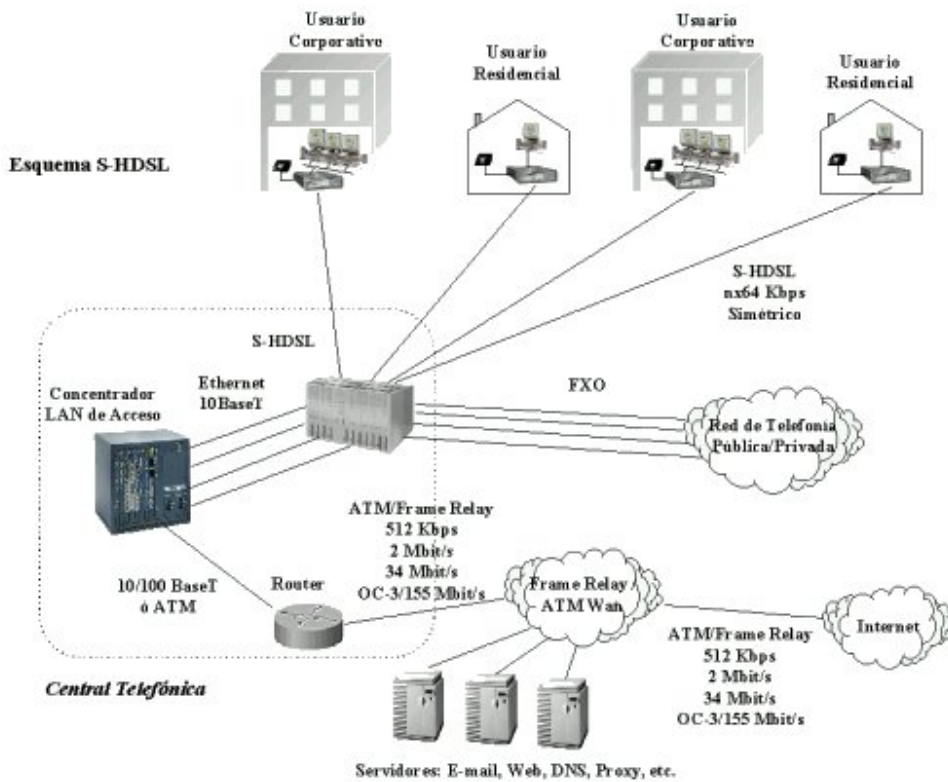 Usuario
Corporativo
Usuario
Residencial
Usuario
Corporativo
Usuario
Residencial
Esquema S-HDSL
S-HDSL
nx64 Kbps
Simétrico
S-HDSL
Concentrador
LAN de Acceso
Ethernet
10BaseT
FXO
Red de Telefonía
Pública/Privada
ATM/Frame Relay
512 Kbps
2 Mbit/s
34 Mbit/s
OC-3/155 Mbit/s
10/100 BaseT
ó ATM
Router
Frame Relay/
ATM Wan
Internet
ATM/Frame Relay
512 Kbps
2 Mbit/s
34 Mbit/s
OC-3/155 Mbit/s
Central Telefónica
Servidores: E-mail, Web, DNS, Proxy, etc.